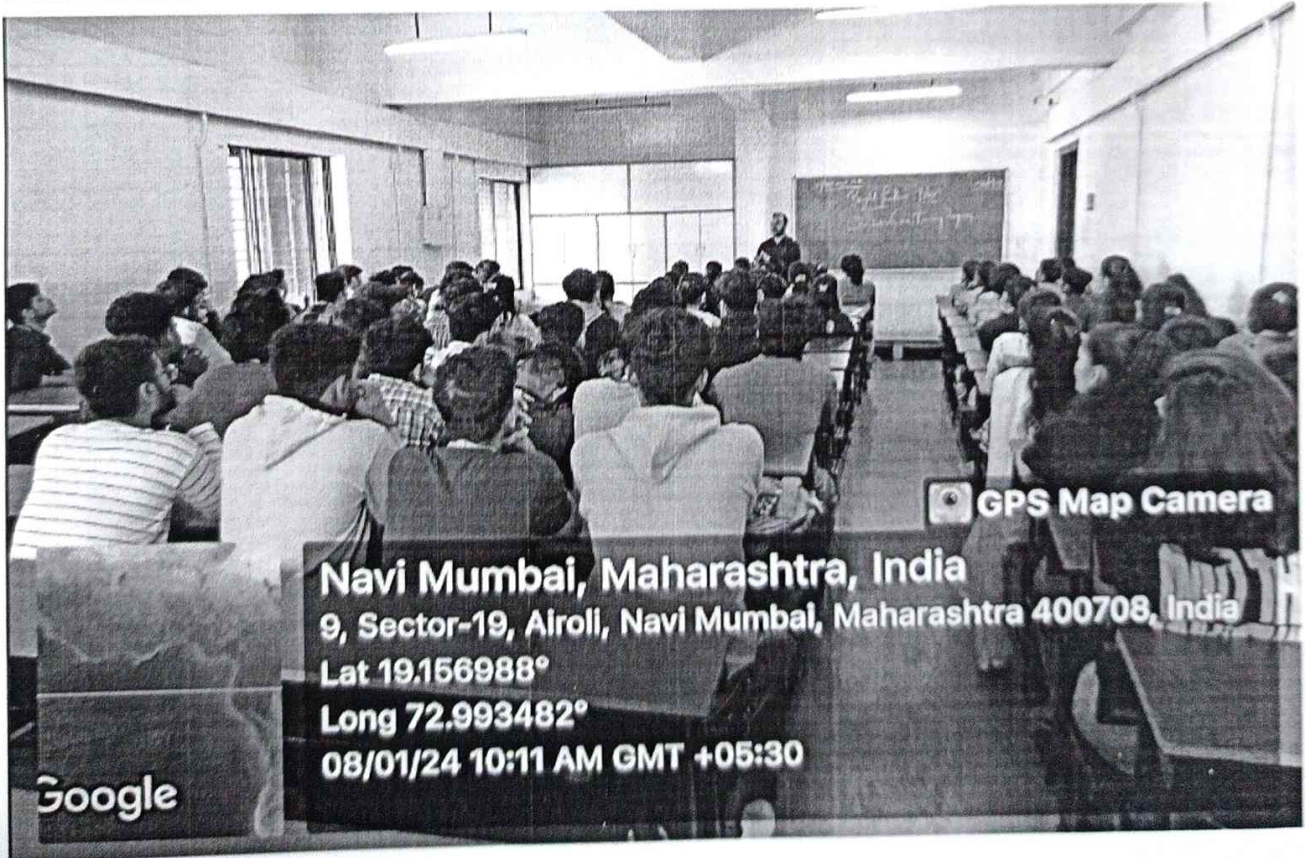 GPS Map Camera
Navi Mumbai, Maharashtra, India
9, Sector-19, Airoli, Navi Mumbai, Maharashtra 400708, India
Lat 19.156988°
Long 72.993482°
08/01/24 10:11 AM GMT +05:30
Google